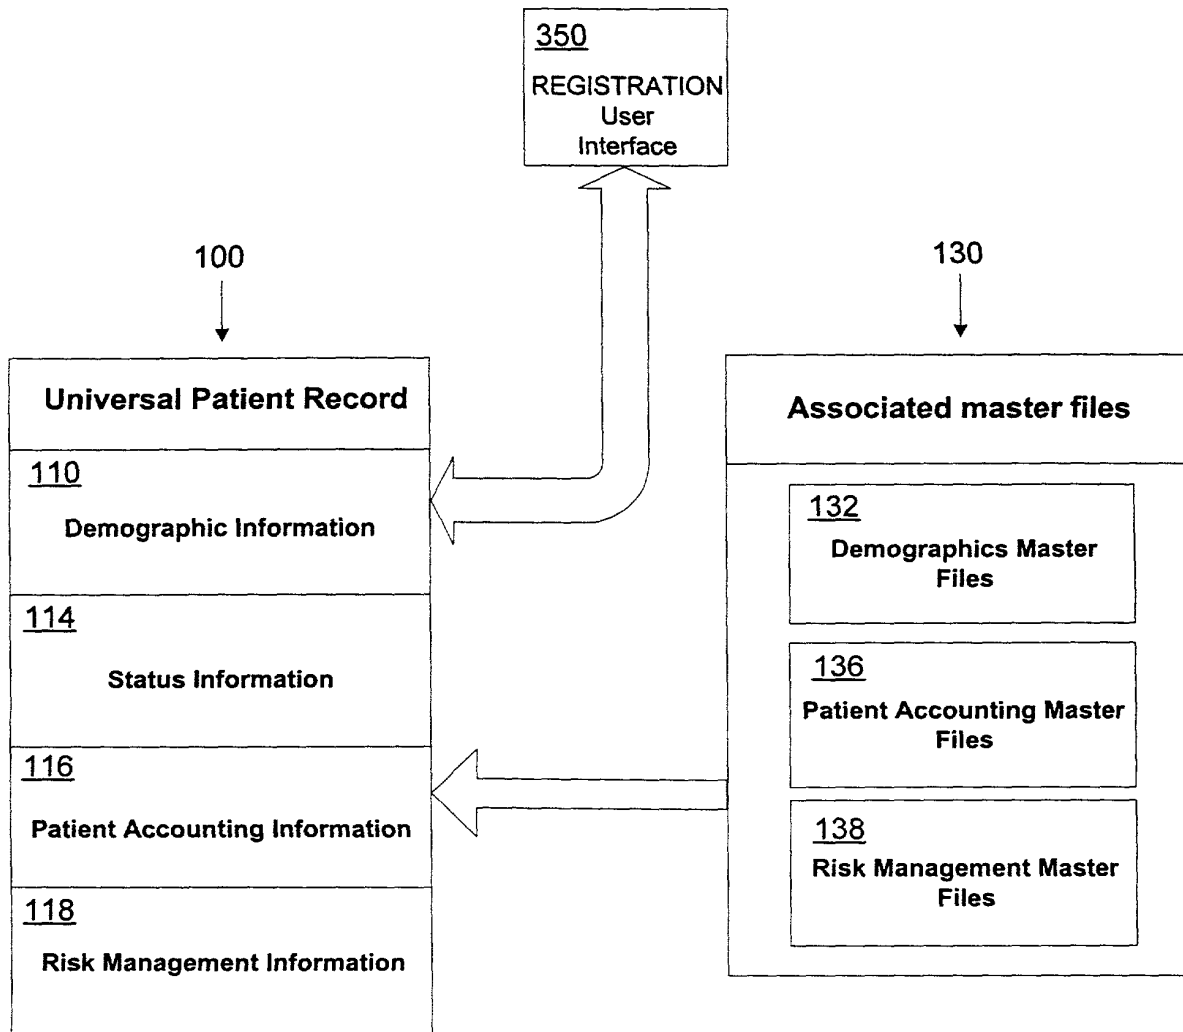 350
REGISTRATION
User
Interface
100
130
Universal Patient Record
110
Demographic Information
114
Status Information
116
Patient Accounting Information
118
Risk Management Information
Associated master files
132
Demographics Master
Files
136
Patient Accounting Master
Files
138
Risk Management Master
Files